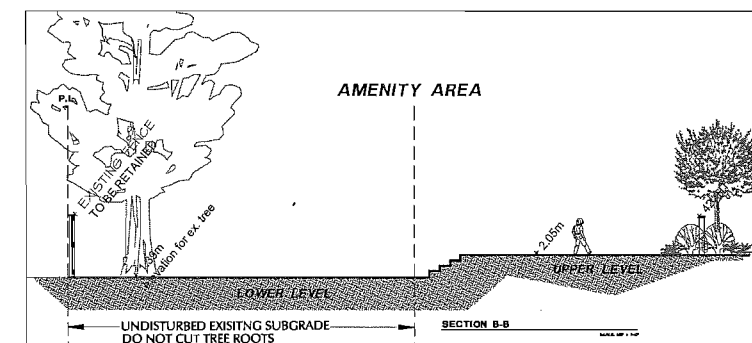 AMENITY AREA
P.L.
EXISTING FENCE
TO BE RETAINED
for ex. tree
2.05m
LOWER LEVEL
UPPER LEVEL
UNDISTURBED EXISITNG SUBGRADE
DO NOT CUT TREE ROOTS
SECTION B-B